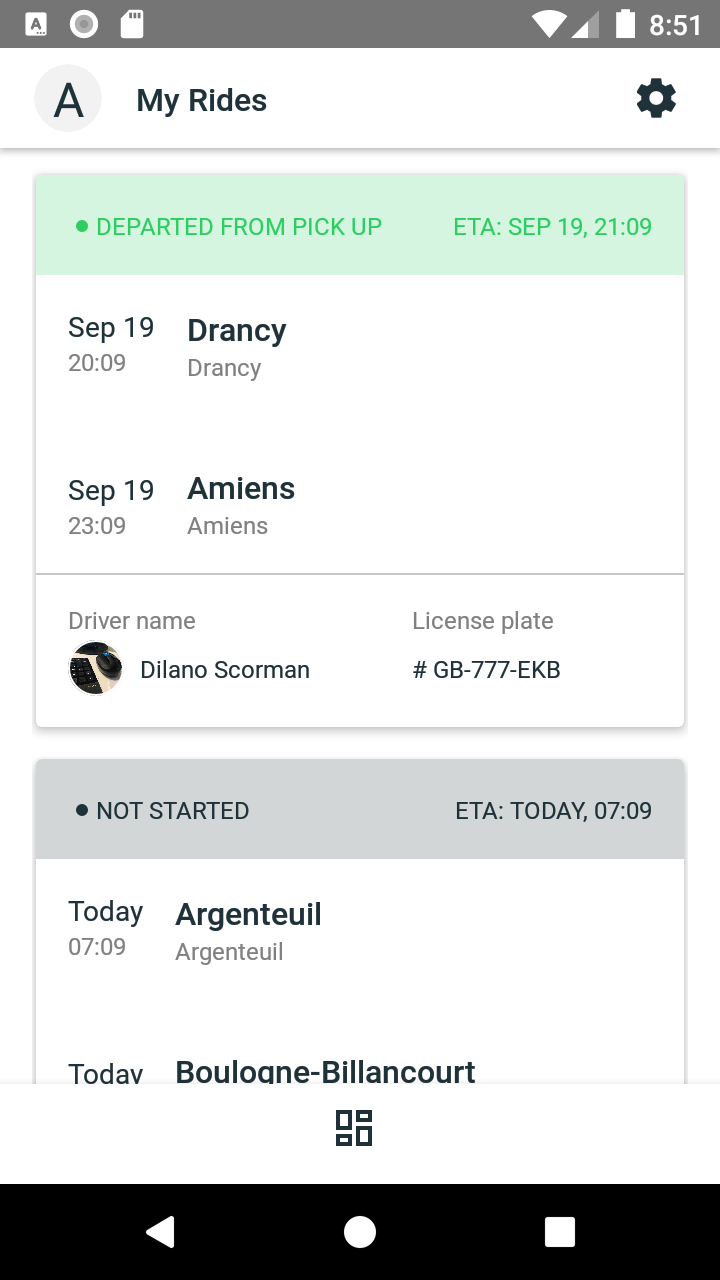 8:51
A My Rides
DEPARTED FROM PICK UP ETA: SEP 19, 21:09
Sep 19 Drancy
20:09 Drancy
Sep 19 Amiens
23:09 Amiens
Driver name License plate
Dilano Scorman # GB-777-EKB
NOT STARTED ETA: TODAY, 07:09
Today Argenteuil
07:09 Argenteuil
Today Boulogne-Billancourt